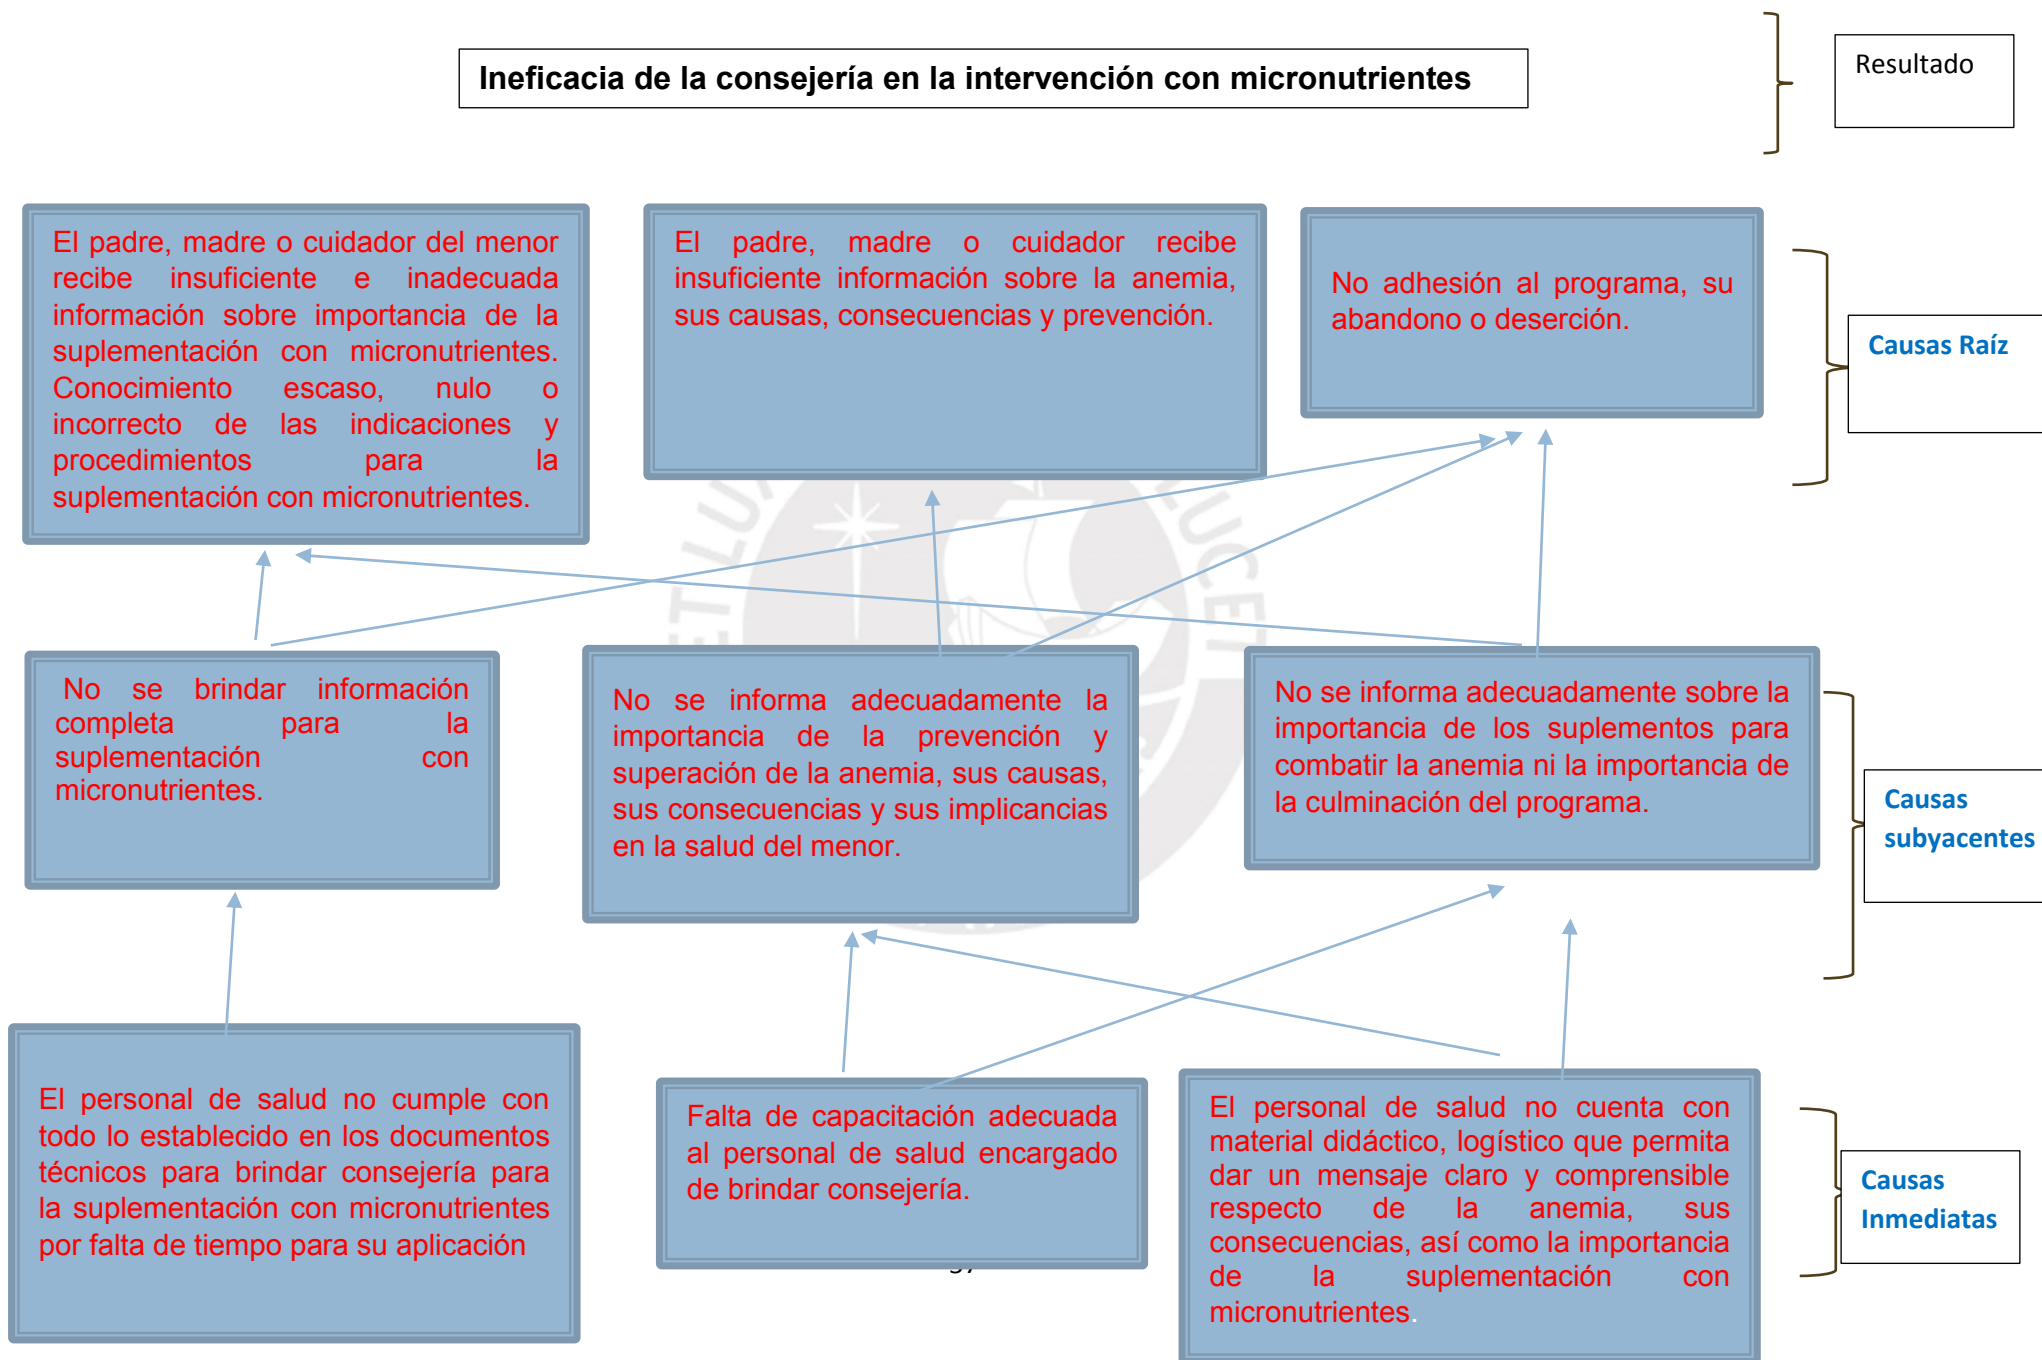 Ineficacia de la consejería en la intervención con micronutrientes
Resultado
El padre, madre o cuidador del menor
recibe insuficiente e inadecuada
información sobre importancia de la
suplementación con micronutrientes.
Conocimiento escaso, nulo o
incorrecto de las indicaciones y
procedimientos para la
suplementación con micronutrientes.
El padre, madre o cuidador recibe
insuficiente información sobre la anemia,
sus causas, consecuencias y prevención.
No adhesión al programa, su
abandono o deserción.
Causas Raíz
No se brindar información
completa para la
suplementación con
micronutrientes.
No se informa adecuadamente la
importancia de la prevención y
superación de la anemia, sus causas,
sus consecuencias y sus implicancias
en la salud del menor.
No se informa adecuadamente sobre la
importancia de los suplementos para
combatir la anemia ni la importancia de
la culminación del programa.
Causas
subyacentes
El personal de salud no cumple con
todo lo establecido en los documentos
técnicos para brindar consejería para
la suplementación con micronutrientes
por falta de tiempo para su aplicación
Falta de capacitación adecuada
al personal de salud encargado
de brindar consejería.
El personal de salud no cuenta con
material didáctico, logístico que permita
dar un mensaje claro y comprensible
respecto de la anemia, sus
consecuencias, así como la importancia
de la suplementación con
micronutrientes.
Causas
Inmediatas